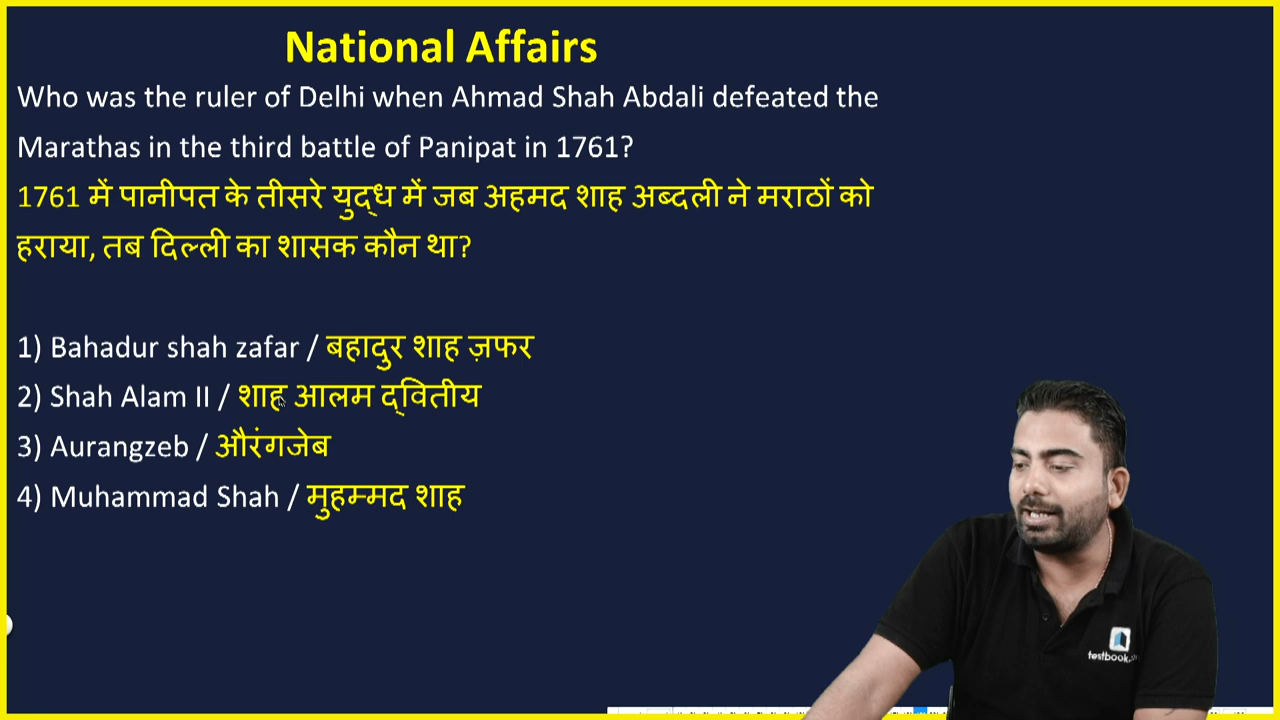 National Affairs
Who was the ruler of Delhi when Ahmad Shah Abdali defeated the
Marathas in the third battle of Panipat in 1761?
1761 में पानीपत के तीसरे युद्ध में जब अहमद शाह अब्दली ने मराठों को
हराया, तब दिल्ली का शासक कौन था?
1) Bahadur shah zafar / बहादुर शाह ज़फर
2) Shah Alam II / शाह आलम द्वितीय
3) Aurangzeb / औरंगजेब
4) Muhammad Shah / मुहम्मद शाह